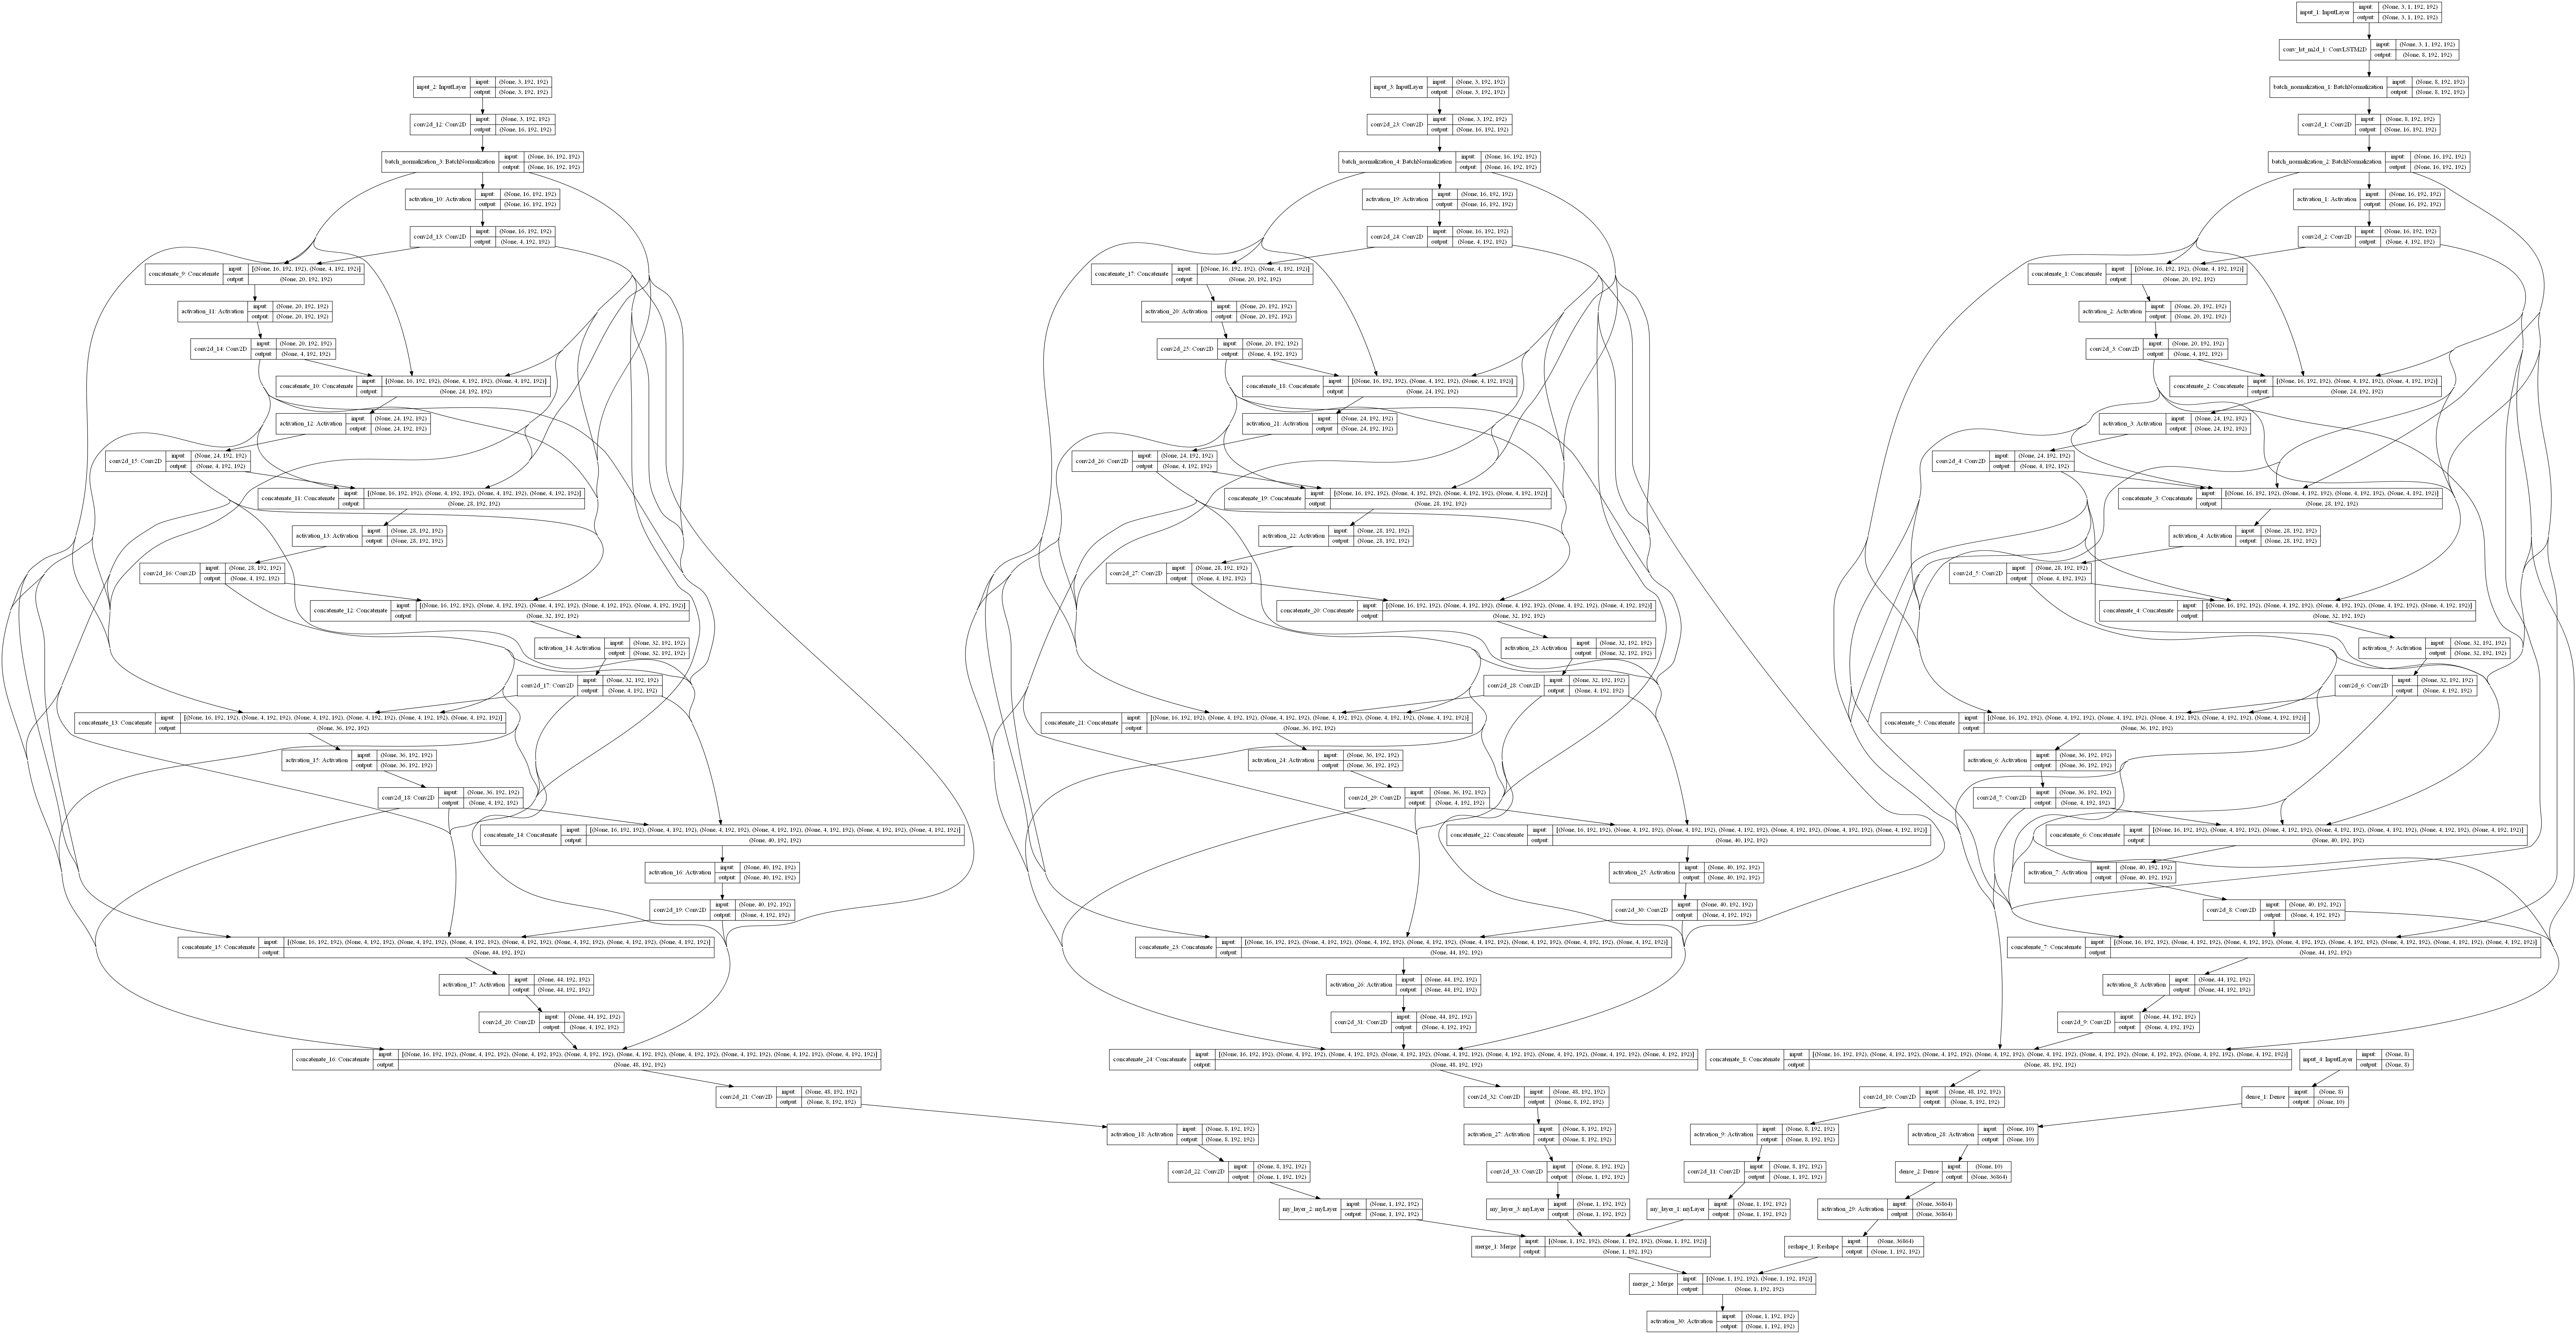 input_2: InputLayer input: (None, 3, 192, 192)
output: (None, 3, 192, 192)
conv2d_12: Conv2D input: (None, 3, 192, 192)
output: (None, 16, 192, 192)
batch_normalization_3: BatchNormalization input: (None, 16, 192, 192)
output: (None, 16, 192, 192)
activation_10: Activation input: (None, 16, 192, 192)
output: (None, 16, 192, 192)
conv2d_13: Conv2D input: (None, 16, 192, 192)
output: (None, 4, 192, 192)
concatenate_9: Concatenate input: [(None, 16, 192, 192), (None, 4, 192, 192)]
output: (None, 20, 192, 192)
activation_11: Activation input: (None, 20, 192, 192)
output: (None, 20, 192, 192)
conv2d_14: Conv2D input: (None, 20, 192, 192)
output: (None, 4, 192, 192)
concatenate_10: Concatenate input: [(None, 16, 192, 192), (None, 4, 192, 192), (None, 4, 192, 192)]
output: (None, 24, 192, 192)
activation_12: Activation input: (None, 24, 192, 192)
output: (None, 24, 192, 192)
conv2d_15: Conv2D input: (None, 24, 192, 192)
output: (None, 4, 192, 192)
concatenate_11: Concatenate input: [(None, 16, 192, 192), (None, 4, 192, 192), (None, 4, 192, 192), (None, 4, 192, 192)]
output: (None, 28, 192, 192)
activation_13: Activation input: (None, 28, 192, 192)
output: (None, 28, 192, 192)
conv2d_16: Conv2D input: (None, 28, 192, 192)
output: (None, 4, 192, 192)
concatenate_12: Concatenate input: [(None, 16, 192, 192), (None, 4, 192, 192), (None, 4, 192, 192), (None, 4, 192, 192), (None, 4, 192, 192)]
output: (None, 32, 192, 192)
activation_14: Activation input: (None, 32, 192, 192)
output: (None, 32, 192, 192)
conv2d_17: Conv2D input: (None, 32, 192, 192)
output: (None, 4, 192, 192)
concatenate_13: Concatenate input: [(None, 16, 192, 192), (None, 4, 192, 192), (None, 4, 192, 192), (None, 4, 192, 192), (None, 4, 192, 192), (None, 4, 192, 192)]
output: (None, 36, 192, 192)
activation_15: Activation input: (None, 36, 192, 192)
output: (None, 36, 192, 192)
conv2d_18: Conv2D input: (None, 36, 192, 192)
output: (None, 4, 192, 192)
concatenate_14: Concatenate input: [(None, 16, 192, 192), (None, 4, 192, 192), (None, 4, 192, 192), (None, 4, 192, 192), (None, 4, 192, 192), (None, 4, 192, 192), (None, 4, 192, 192)]
output: (None, 40, 192, 192)
activation_16: Activation input: (None, 40, 192, 192)
output: (None, 40, 192, 192)
conv2d_19: Conv2D input: (None, 40, 192, 192)
output: (None, 4, 192, 192)
concatenate_15: Concatenate input: [(None, 16, 192, 192), (None, 4, 192, 192), (None, 4, 192, 192), (None, 4, 192, 192), (None, 4, 192, 192), (None, 4, 192, 192), (None, 4, 192, 192), (None, 4, 192, 192)]
output: (None, 44, 192, 192)
activation_17: Activation input: (None, 44, 192, 192)
output: (None, 44, 192, 192)
conv2d_20: Conv2D input: (None, 44, 192, 192)
output: (None, 4, 192, 192)
concatenate_16: Concatenate input: [(None, 16, 192, 192), (None, 4, 192, 192), (None, 4, 192, 192), (None, 4, 192, 192), (None, 4, 192, 192), (None, 4, 192, 192), (None, 4, 192, 192), (None, 4, 192, 192), (None, 4, 192, 192)]
output: (None, 48, 192, 192)
conv2d_21: Conv2D input: (None, 48, 192, 192)
output: (None, 8, 192, 192)
activation_18: Activation input: (None, 8, 192, 192)
output: (None, 8, 192, 192)
conv2d_22: Conv2D input: (None, 8, 192, 192)
output: (None, 1, 192, 192)
my_layer_2: myLayer input: (None, 1, 192, 192)
output: (None, 1, 192, 192)
input_3: InputLayer input: (None, 3, 192, 192)
output: (None, 3, 192, 192)
conv2d_23: Conv2D input: (None, 3, 192, 192)
output: (None, 16, 192, 192)
batch_normalization_4: BatchNormalization input: (None, 16, 192, 192)
output: (None, 16, 192, 192)
activation_19: Activation input: (None, 16, 192, 192)
output: (None, 16, 192, 192)
conv2d_24: Conv2D input: (None, 16, 192, 192)
output: (None, 4, 192, 192)
concatenate_17: Concatenate input: [(None, 16, 192, 192), (None, 4, 192, 192)]
output: (None, 20, 192, 192)
activation_20: Activation input: (None, 20, 192, 192)
output: (None, 20, 192, 192)
conv2d_25: Conv2D input: (None, 20, 192, 192)
output: (None, 4, 192, 192)
concatenate_18: Concatenate input: [(None, 16, 192, 192), (None, 4, 192, 192), (None, 4, 192, 192)]
output: (None, 24, 192, 192)
activation_21: Activation input: (None, 24, 192, 192)
output: (None, 24, 192, 192)
conv2d_26: Conv2D input: (None, 24, 192, 192)
output: (None, 4, 192, 192)
concatenate_19: Concatenate input: [(None, 16, 192, 192), (None, 4, 192, 192), (None, 4, 192, 192), (None, 4, 192, 192)]
output: (None, 28, 192, 192)
activation_22: Activation input: (None, 28, 192, 192)
output: (None, 28, 192, 192)
conv2d_27: Conv2D input: (None, 28, 192, 192)
output: (None, 4, 192, 192)
concatenate_20: Concatenate input: [(None, 16, 192, 192), (None, 4, 192, 192), (None, 4, 192, 192), (None, 4, 192, 192), (None, 4, 192, 192)]
output: (None, 32, 192, 192)
activation_23: Activation input: (None, 32, 192, 192)
output: (None, 32, 192, 192)
conv2d_28: Conv2D input: (None, 32, 192, 192)
output: (None, 4, 192, 192)
concatenate_21: Concatenate input: [(None, 16, 192, 192), (None, 4, 192, 192), (None, 4, 192, 192), (None, 4, 192, 192), (None, 4, 192, 192), (None, 4, 192, 192)]
output: (None, 36, 192, 192)
activation_24: Activation input: (None, 36, 192, 192)
output: (None, 36, 192, 192)
conv2d_29: Conv2D input: (None, 36, 192, 192)
output: (None, 4, 192, 192)
concatenate_22: Concatenate input: [(None, 16, 192, 192), (None, 4, 192, 192), (None, 4, 192, 192), (None, 4, 192, 192), (None, 4, 192, 192), (None, 4, 192, 192), (None, 4, 192, 192)]
output: (None, 40, 192, 192)
activation_25: Activation input: (None, 40, 192, 192)
output: (None, 40, 192, 192)
conv2d_30: Conv2D input: (None, 40, 192, 192)
output: (None, 4, 192, 192)
concatenate_23: Concatenate input: [(None, 16, 192, 192), (None, 4, 192, 192), (None, 4, 192, 192), (None, 4, 192, 192), (None, 4, 192, 192), (None, 4, 192, 192), (None, 4, 192, 192), (None, 4, 192, 192)]
output: (None, 44, 192, 192)
activation_26: Activation input: (None, 44, 192, 192)
output: (None, 44, 192, 192)
conv2d_31: Conv2D input: (None, 44, 192, 192)
output: (None, 4, 192, 192)
concatenate_24: Concatenate input: [(None, 16, 192, 192), (None, 4, 192, 192), (None, 4, 192, 192), (None, 4, 192, 192), (None, 4, 192, 192), (None, 4, 192, 192), (None, 4, 192, 192), (None, 4, 192, 192), (None, 4, 192, 192)]
output: (None, 48, 192, 192)
conv2d_32: Conv2D input: (None, 48, 192, 192)
output: (None, 8, 192, 192)
activation_27: Activation input: (None, 8, 192, 192)
output: (None, 8, 192, 192)
conv2d_33: Conv2D input: (None, 8, 192, 192)
output: (None, 1, 192, 192)
my_layer_3: myLayer input: (None, 1, 192, 192)
output: (None, 1, 192, 192)
input_1: InputLayer input: (None, 3, 1, 192, 192)
output: (None, 3, 1, 192, 192)
conv_lst_m2d_1: ConvLSTM2D input: (None, 3, 1, 192, 192)
output: (None, 8, 192, 192)
batch_normalization_1: BatchNormalization input: (None, 8, 192, 192)
output: (None, 8, 192, 192)
conv2d_1: Conv2D input: (None, 8, 192, 192)
output: (None, 16, 192, 192)
batch_normalization_2: BatchNormalization input: (None, 16, 192, 192)
output: (None, 16, 192, 192)
activation_1: Activation input: (None, 16, 192, 192)
output: (None, 16, 192, 192)
conv2d_2: Conv2D input: (None, 16, 192, 192)
output: (None, 4, 192, 192)
concatenate_1: Concatenate input: [(None, 16, 192, 192), (None, 4, 192, 192)]
output: (None, 20, 192, 192)
activation_2: Activation input: (None, 20, 192, 192)
output: (None, 20, 192, 192)
conv2d_3: Conv2D input: (None, 20, 192, 192)
output: (None, 4, 192, 192)
concatenate_2: Concatenate input: [(None, 16, 192, 192), (None, 4, 192, 192), (None, 4, 192, 192)]
output: (None, 24, 192, 192)
activation_3: Activation input: (None, 24, 192, 192)
output: (None, 24, 192, 192)
conv2d_4: Conv2D input: (None, 24, 192, 192)
output: (None, 4, 192, 192)
concatenate_3: Concatenate input: [(None, 16, 192, 192), (None, 4, 192, 192), (None, 4, 192, 192), (None, 4, 192, 192)]
output: (None, 28, 192, 192)
activation_4: Activation input: (None, 28, 192, 192)
output: (None, 28, 192, 192)
conv2d_5: Conv2D input: (None, 28, 192, 192)
output: (None, 4, 192, 192)
concatenate_4: Concatenate input: [(None, 16, 192, 192), (None, 4, 192, 192), (None, 4, 192, 192), (None, 4, 192, 192), (None, 4, 192, 192)]
output: (None, 32, 192, 192)
activation_5: Activation input: (None, 32, 192, 192)
output: (None, 32, 192, 192)
conv2d_6: Conv2D input: (None, 32, 192, 192)
output: (None, 4, 192, 192)
concatenate_5: Concatenate input: [(None, 16, 192, 192), (None, 4, 192, 192), (None, 4, 192, 192), (None, 4, 192, 192), (None, 4, 192, 192), (None, 4, 192, 192)]
output: (None, 36, 192, 192)
activation_6: Activation input: (None, 36, 192, 192)
output: (None, 36, 192, 192)
conv2d_7: Conv2D input: (None, 36, 192, 192)
output: (None, 4, 192, 192)
concatenate_6: Concatenate input: [(None, 16, 192, 192), (None, 4, 192, 192), (None, 4, 192, 192), (None, 4, 192, 192), (None, 4, 192, 192), (None, 4, 192, 192), (None, 4, 192, 192)]
output: (None, 40, 192, 192)
activation_7: Activation input: (None, 40, 192, 192)
output: (None, 40, 192, 192)
conv2d_8: Conv2D input: (None, 40, 192, 192)
output: (None, 4, 192, 192)
concatenate_7: Concatenate input: [(None, 16, 192, 192), (None, 4, 192, 192), (None, 4, 192, 192), (None, 4, 192, 192), (None, 4, 192, 192), (None, 4, 192, 192), (None, 4, 192, 192), (None, 4, 192, 192)]
output: (None, 44, 192, 192)
activation_8: Activation input: (None, 44, 192, 192)
output: (None, 44, 192, 192)
conv2d_9: Conv2D input: (None, 44, 192, 192)
output: (None, 4, 192, 192)
concatenate_8: Concatenate input: [(None, 16, 192, 192), (None, 4, 192, 192), (None, 4, 192, 192), (None, 4, 192, 192), (None, 4, 192, 192), (None, 4, 192, 192), (None, 4, 192, 192), (None, 4, 192, 192), (None, 4, 192, 192)]
output: (None, 48, 192, 192)
conv2d_10: Conv2D input: (None, 48, 192, 192)
output: (None, 8, 192, 192)
activation_9: Activation input: (None, 8, 192, 192)
output: (None, 8, 192, 192)
conv2d_11: Conv2D input: (None, 8, 192, 192)
output: (None, 1, 192, 192)
my_layer_1: myLayer input: (None, 1, 192, 192)
output: (None, 1, 192, 192)
input_4: InputLayer input: (None, 8)
output: (None, 8)
dense_1: Dense input: (None, 8)
output: (None, 10)
activation_28: Activation input: (None, 10)
output: (None, 10)
dense_2: Dense input: (None, 10)
output: (None, 36864)
activation_29: Activation input: (None, 36864)
output: (None, 36864)
merge_1: Merge input: [(None, 1, 192, 192), (None, 1, 192, 192), (None, 1, 192, 192)]
output: (None, 1, 192, 192)
reshape_1: Reshape input: (None, 36864)
output: (None, 1, 192, 192)
merge_2: Merge input: [(None, 1, 192, 192), (None, 1, 192, 192)]
output: (None, 1, 192, 192)
activation_30: Activation input: (None, 1, 192, 192)
output: (None, 1, 192, 192)